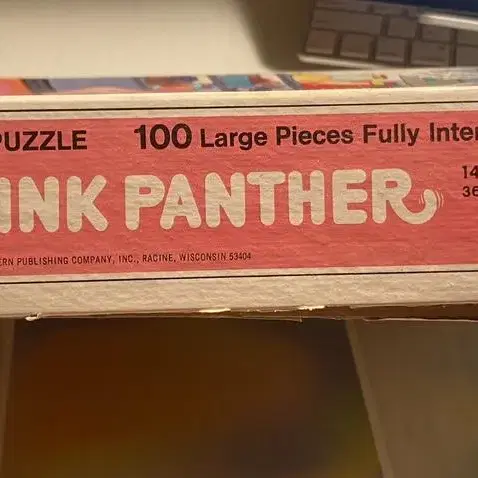 PUZZLE 100 Large Pieces Fully Inter
INK PANTHER
14
36
ERN PUBLISHING COMPANY, INC., RACINE, WISCONSIN 53404